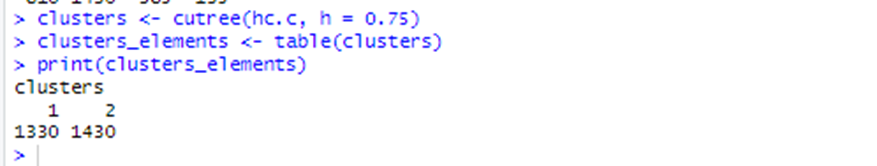 > clusters <- cutree(hc.c, h = 0.75)
> clusters_elements <- table(clusters)
> print(clusters_elements)
clusters
   1    2
1330 1430
>